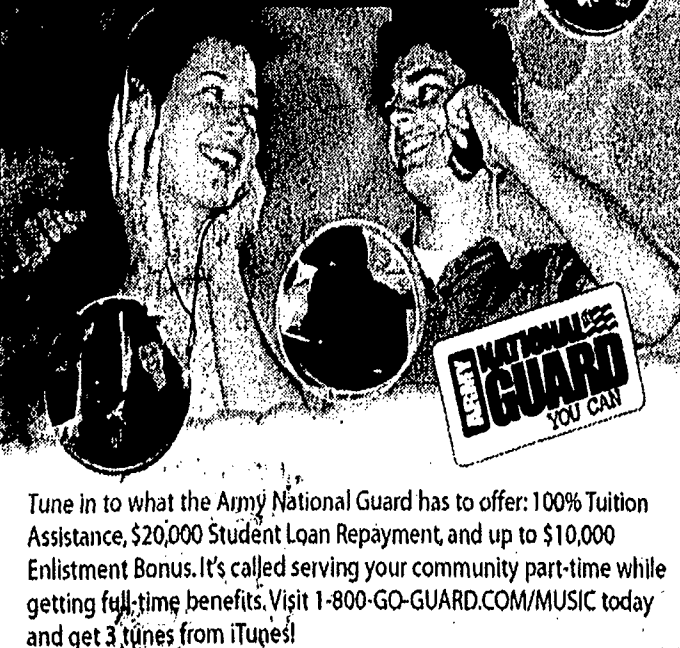 ARMY
NATIONAL
GUARD
YOU CAN
Tune in to what the Army National Guard has to offer: 100% Tuition
Assistance, $20,000 Student Loan Repayment, and up to $10,000
Enlistment Bonus. It's called serving your community part-time while
getting full-time benefits. Visit 1-800-GO-GUARD.COM/MUSIC today
and get 3 tunes from iTunes!